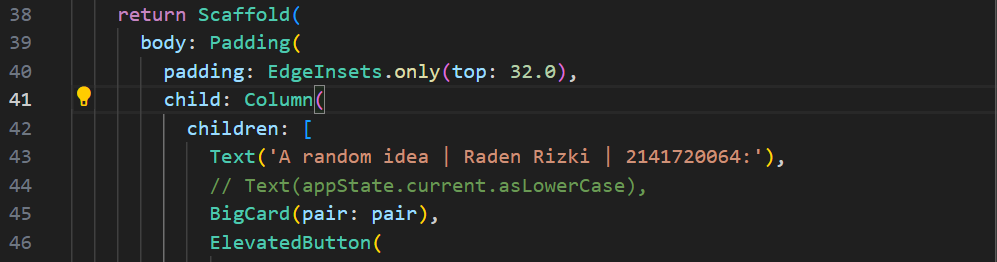 38 return Scaffold(
39 body: Padding(
40 padding: EdgeInsets.only(top: 32.0),
41 child: Column(
42 children: [
43 Text('A random idea | Raden Rizki | 2141720064:'),
44 // Text(appState.current.asLowerCase),
45 BigCard(pair: pair),
46 ElevatedButton(